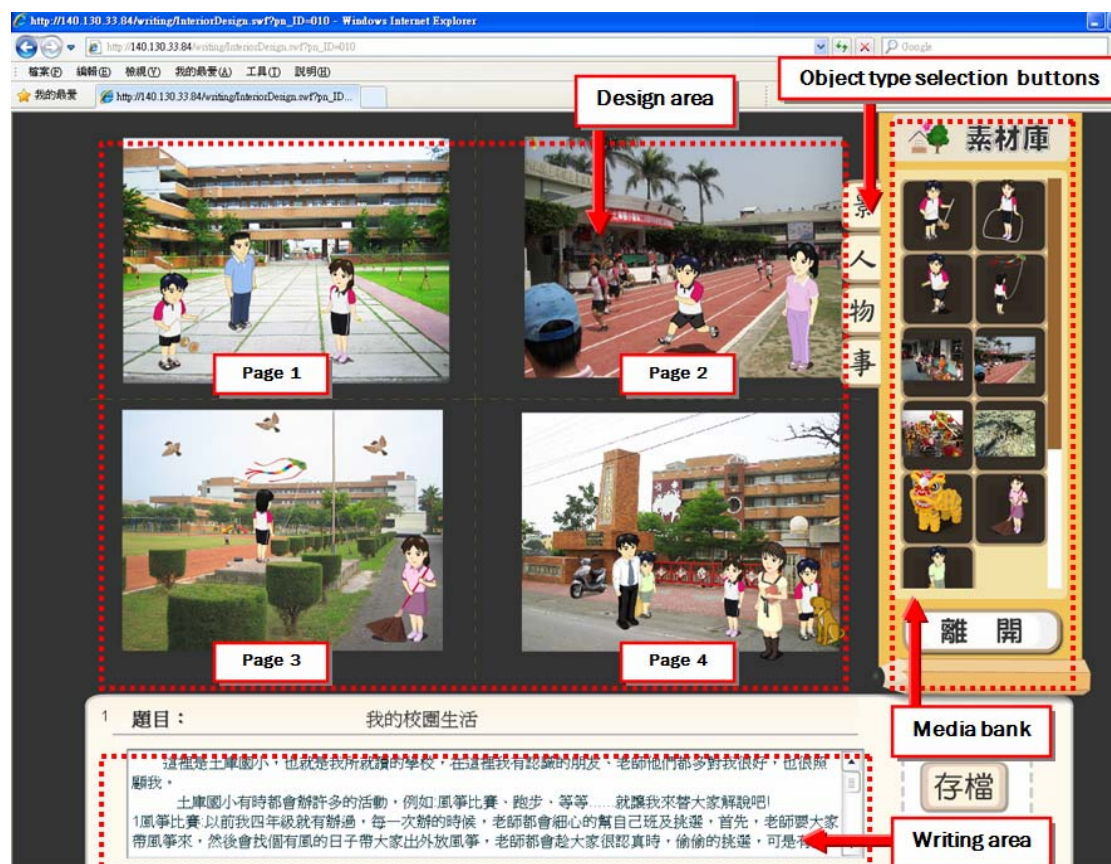 http://140.130.33.84/writing/InteriorDesign.swf?pn_ID=010 - Windows Internet Explorer
http://140.130.33.84/writing/InteriorDesign.swf?pn_ID=010
Google
檔案(F) 編輯(E) 檢視(V) 我的最愛(A) 工具(T) 說明(H)
我的最愛
http://140.130.33.84/writing/InteriorDesign.swf?pn_ID...
Object type selection buttons
Design area
素材庫
景
人
物
事
Page 1
Page 2
Page 3
Page 4
離 開
Media bank
1 題目： 我的校園生活
這裡是土庫國小，也就是我所就讀的學校，在這裡我有認識的朋友、老師他們都多對我很好，也很照
顧我。
土庫國小有時都會辦許多的活動，例如:風箏比賽、跑步、等等......就讓我來替大家解說吧!
1風箏比賽:以前我四年級就有辦過，每一次辦的時候，老師都會細心的幫自己班及挑選，首先，老師要大家
帶風箏來，然後會找個有風的日子帶大家出外放風箏，老師都會趁大家很認真時，偷偷的挑選，可是有
存檔
Writing area